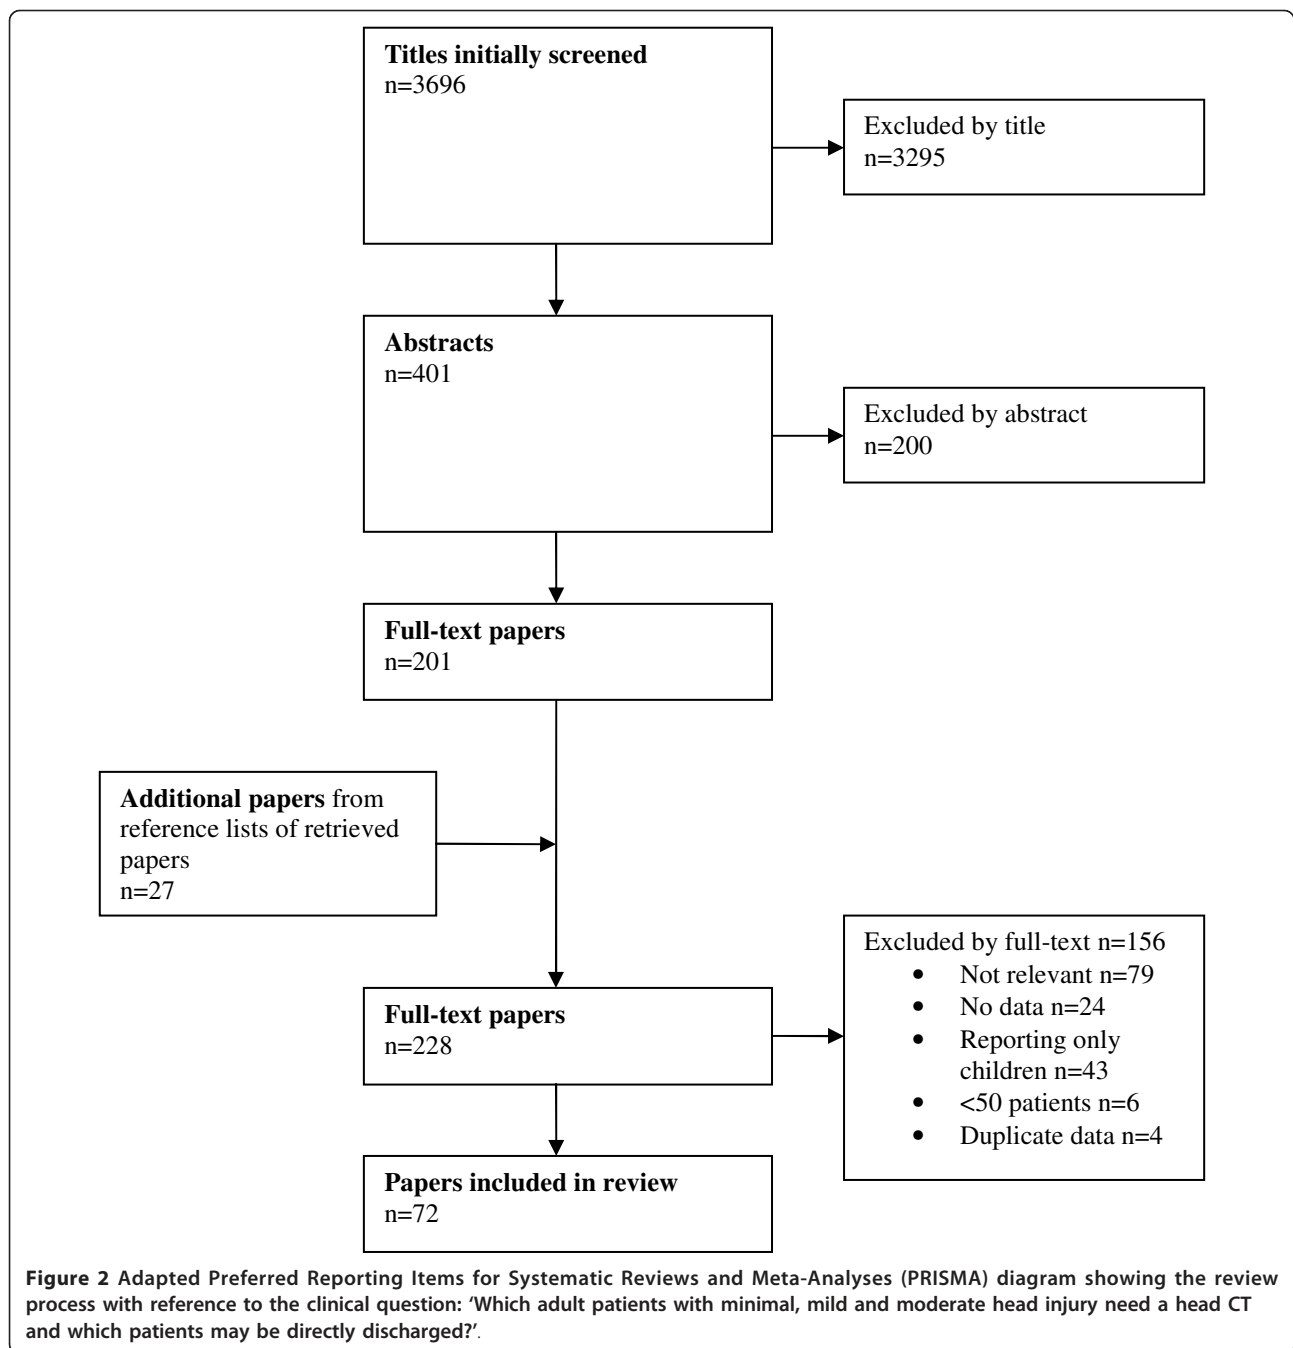 Titles initially screened
n=3696
Excluded by title
n=3295
Abstracts
n=401
Excluded by abstract
n=200
Full-text papers
n=201
Additional papers from
reference lists of retrieved
papers
n=27
Full-text papers
n=228
Excluded by full-text n=156
• Not relevant n=79
• No data n=24
• Reporting only
children n=43
• <50 patients n=6
• Duplicate data n=4
Papers included in review
n=72
Figure 2 Adapted Preferred Reporting Items for Systematic Reviews and Meta-Analyses (PRISMA) diagram showing the review
process with reference to the clinical question: ‘Which adult patients with minimal, mild and moderate head injury need a head CT
and which patients may be directly discharged?’.